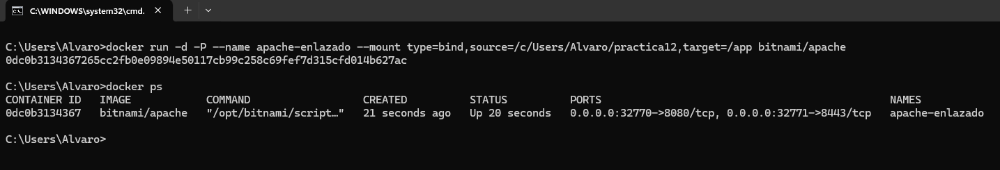 C:\WINDOWS\system32\cmd.
C:\Users\Alvaro>docker run -d -P --name apache-enlazado --mount type=bind,source=/c/Users/Alvaro/practica12,target=/app bitnami/apache
0dc0b3134367265cc2fb0e09894e50117cb99c258c69fef7d315cfd014b627ac
C:\Users\Alvaro>docker ps
CONTAINER ID   IMAGE            COMMAND                  CREATED          STATUS          PORTS                                              NAMES
0dc0b3134367   bitnami/apache   "/opt/bitnami/script…"   21 seconds ago   Up 20 seconds   0.0.0.0:32770->8080/tcp, 0.0.0.0:32771->8443/tcp   apache-enlazado
C:\Users\Alvaro>